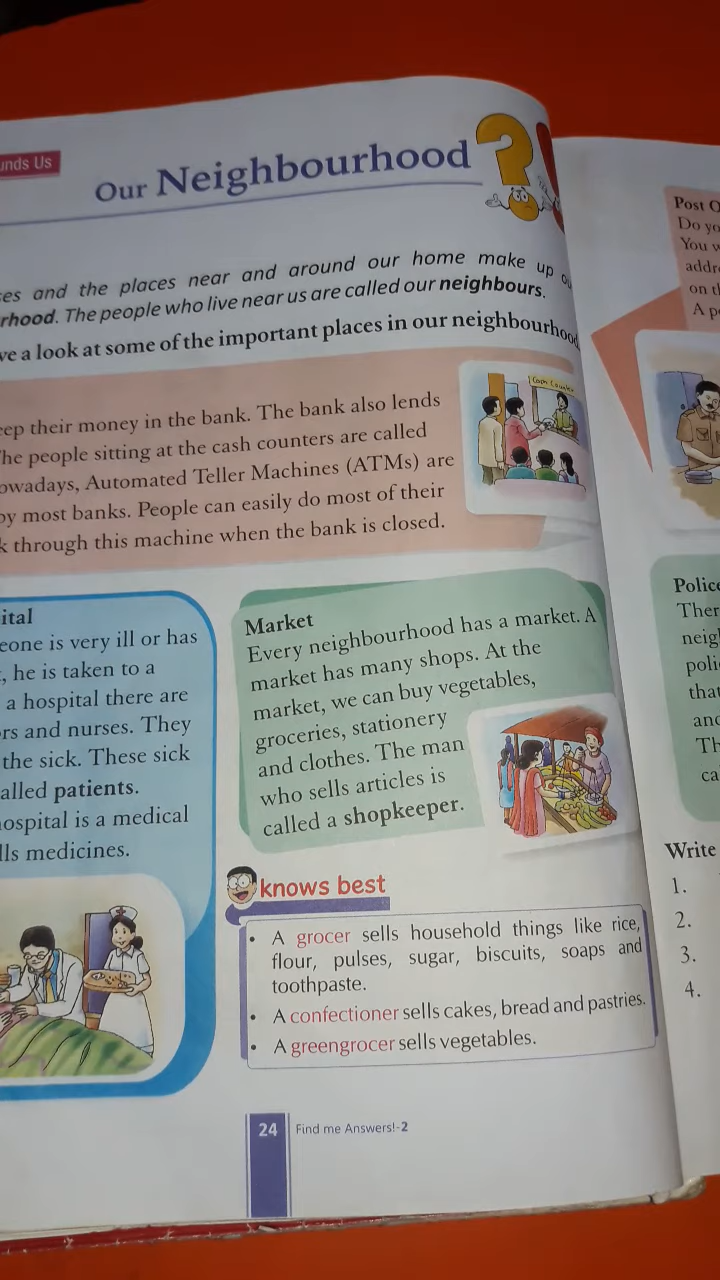 unds Us
Our Neighbourhood
es and the places near and around our home make up
rhood. The people who live near us are called our neighbours.
ve a look at some of the important places in our neighbourhood
eep their money in the bank. The bank also lends
he people sitting at the cash counters are called
owadays, Automated Teller Machines (ATMs) are
by most banks. People can easily do most of their
k through this machine when the bank is closed.
Cash Counter
ital
eone is very ill or has
, he is taken to a
a hospital there are
rs and nurses. They
the sick. These sick
alled patients.
ospital is a medical
lls medicines.
Market
Every neighbourhood has a market. A
market has many shops. At the
market, we can buy vegetables,
groceries, stationery
and clothes. The man
who sells articles is
called a shopkeeper.
knows best
• A grocer sells household things like rice,
flour, pulses, sugar, biscuits, soaps and
toothpaste.
• A confectioner sells cakes, bread and pastries.
• A greengrocer sells vegetables.
24 Find me Answers!-2
Post O
Do yo
You w
addre
on th
A po
Police
Ther
neigh
poli
that
and
Th
ca
Write
1.
2.
3.
4.